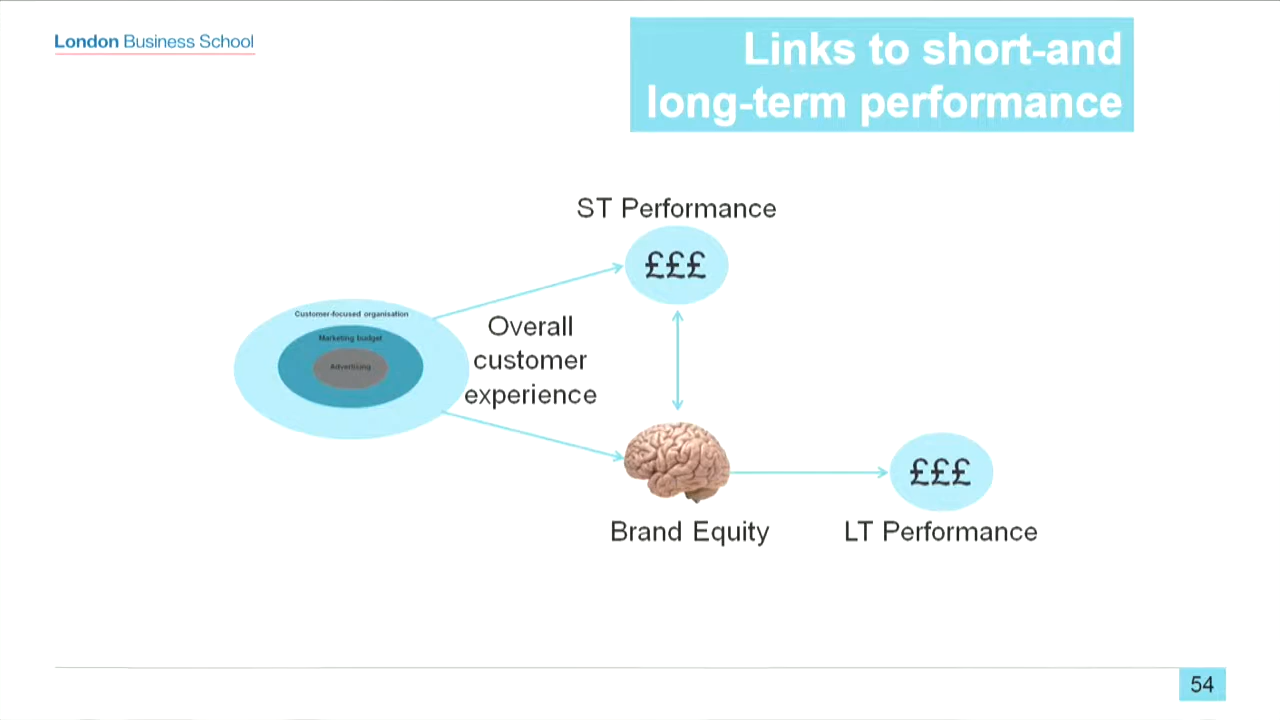 London Business School
Links to short-and
long-term performance
ST Performance
£££
Customer-focused organisation
Marketing budget
Advertising
Overall
customer
experience
£££
Brand Equity
LT Performance
54